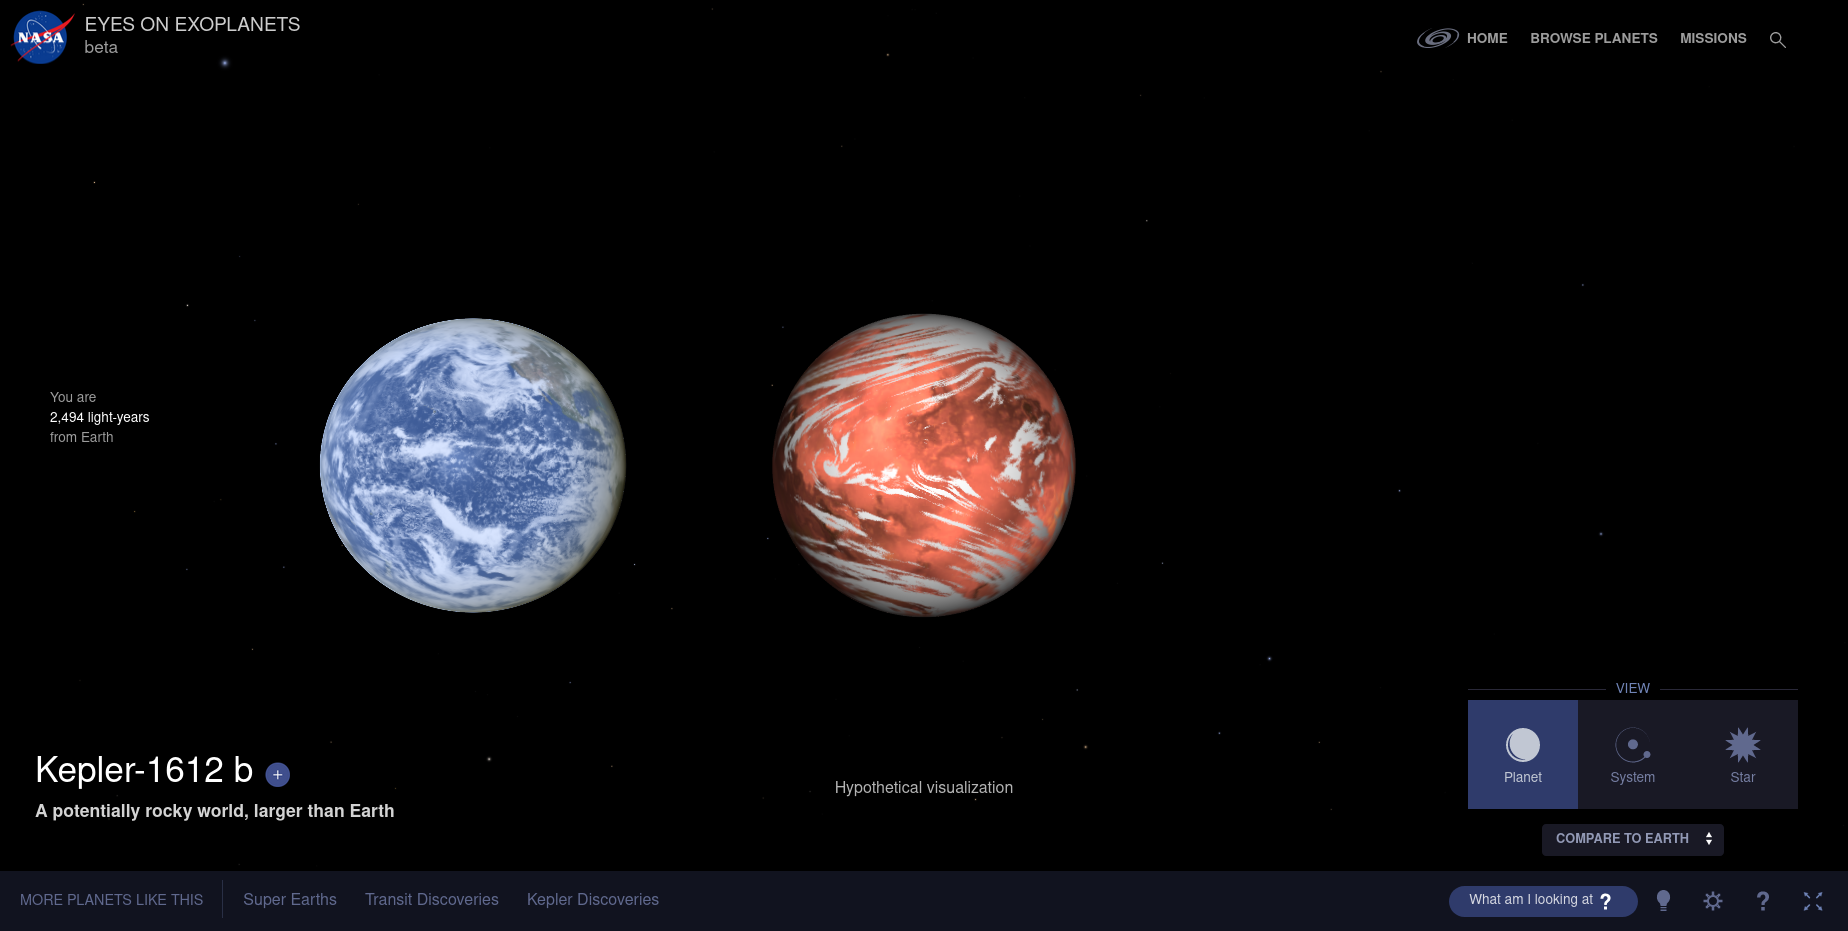 NASA
EYES ON EXOPLANETS
beta
HOME
BROWSE PLANETS
MISSIONS
You are
2,494 light-years
from Earth
Kepler-1612 b +
A potentially rocky world, larger than Earth
Hypothetical visualization
VIEW
Planet
System
Star
COMPARE TO EARTH
MORE PLANETS LIKE THIS
Super Earths
Transit Discoveries
Kepler Discoveries
What am I looking at ?
?